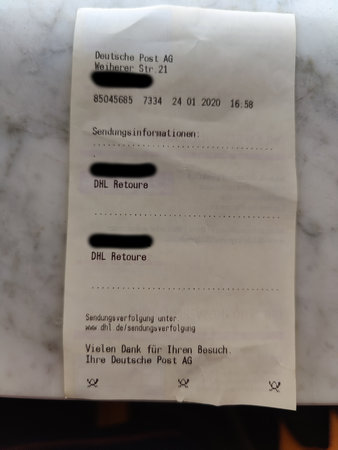 Deutsche Post AG
Weiherer Str.21
85045685 7334 24 01 2020 16.58
Sendungsinformationen:
DHL Retoure
DHL Retoure
Sendungsverfolgung unter
www dhl.de/sendungsverfolgung
Vielen Dank für Ihren Besuch.
Ihre Deutsche Post AG